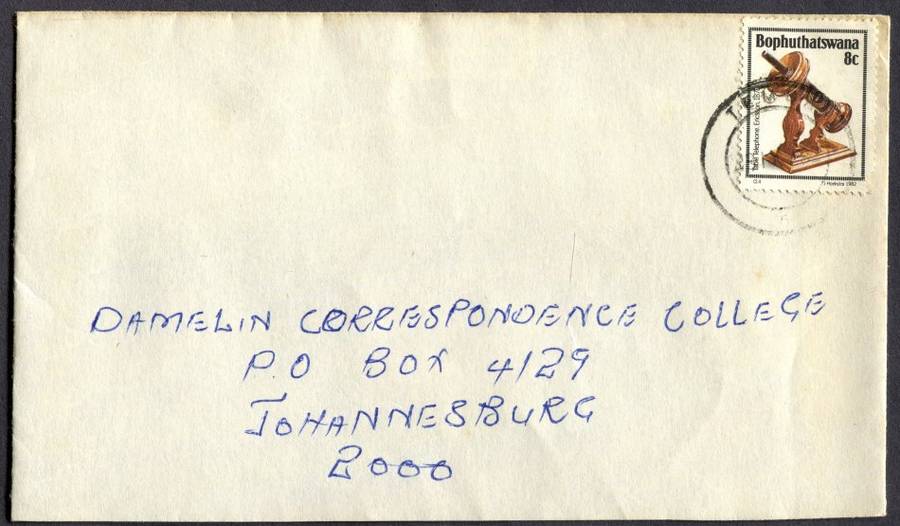 Bophuthatswana
8c
DAMELIN CORRESPONDENCE COLLEGE
P.O BOX 4129
JOHANNESBURG
2000